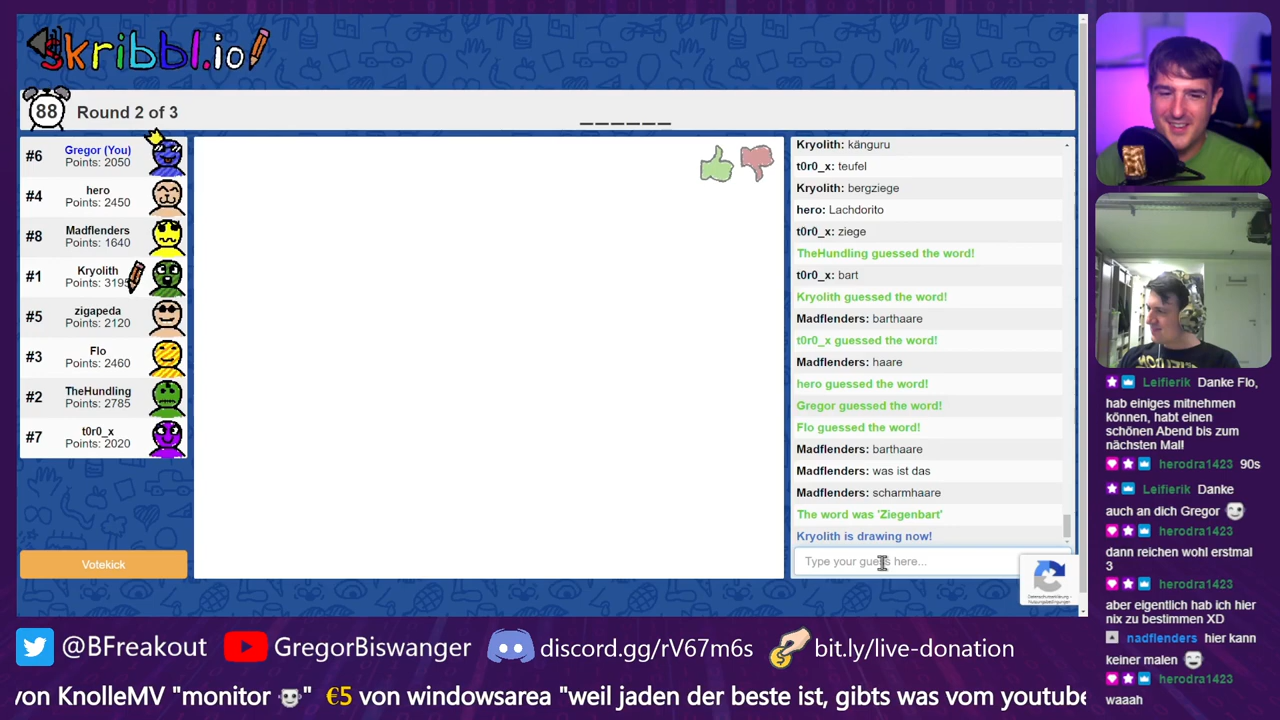 skribbl.io
88
Round 2 of 3
______
#6
Gregor (You)
Points: 2050
#4
hero
Points: 2450
#8
Madflenders
Points: 1640
#1
Kryolith
Points: 3195
#5
zigapeda
Points: 2120
#3
Flo
Points: 2460
#2
TheHundling
Points: 2785
#7
t0r0_x
Points: 2020
Votekick
Kryolith: känguru
t0r0_x: teufel
Kryolith: bergziege
hero: Lachdorito
t0r0_x: ziege
TheHundling guessed the word!
t0r0_x: bart
Kryolith guessed the word!
Madflenders: barthaare
t0r0_x guessed the word!
Madflenders: haare
hero guessed the word!
Gregor guessed the word!
Flo guessed the word!
Madflenders: barthaare
Madflenders: was ist das
Madflenders: scharmhaare
The word was 'Ziegenbart'
Kryolith is drawing now!
Type your guess here...
Datenschutzerklärung -
Nutzungsbedingungen
Leifierik Danke Flo,
hab einiges mitnehmen
können, habt einen
schönen Abend bis zum
nächsten Mal!
herodra1423 90s
Leifierik Danke
auch an dich Gregor
herodra1423
dann reichen wohl erstmal
3
herodra1423
aber eigentlich hab ich hier
nix zu bestimmen XD
nadflenders hier kann
keiner malen
herodra1423
waaah
@BFreakout
GregorBiswanger
discord.gg/rV67m6s
bit.ly/live-donation
von KnolleMV "monitor " €5 von windowsarea "weil jaden der beste ist, gibts was vom youtube